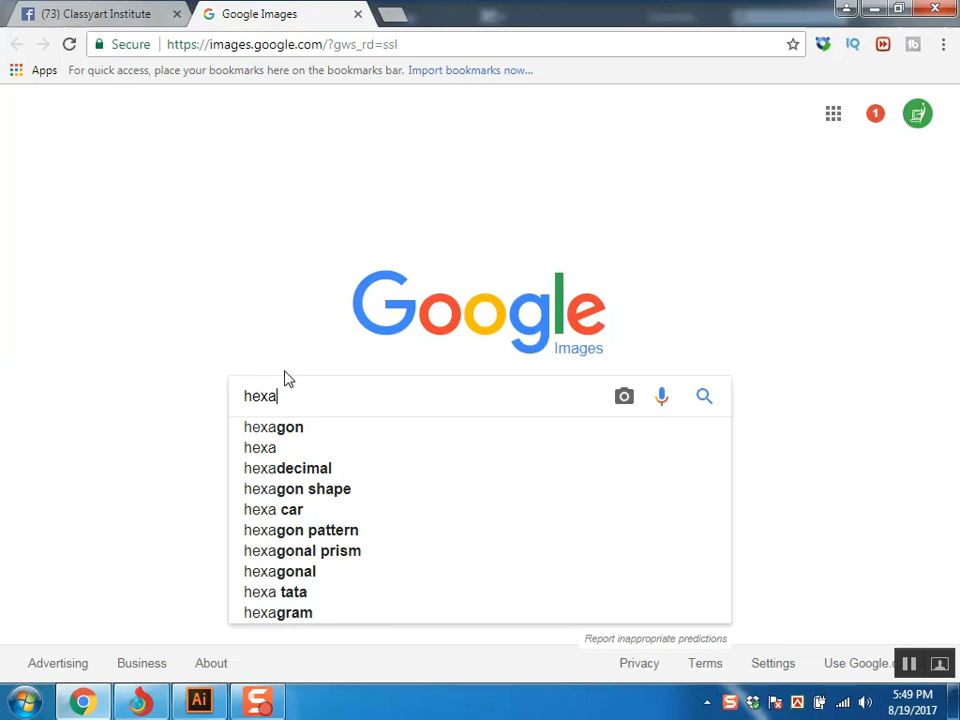 (73) Classyart Institute
Google Images
Secure
https://images.google.com/?gws_rd=ssl
IQ
Apps
For quick access, place your bookmarks here on the bookmarks bar. Import bookmarks now...
1
Google
Images
hexa
hexagon
hexa
hexadecimal
hexagon shape
hexa car
hexagon pattern
hexagonal prism
hexagonal
hexa tata
hexagram
Report inappropriate predictions
Advertising Business About Privacy Terms Settings Use Google.
Ai
5:49 PM
8/19/2017